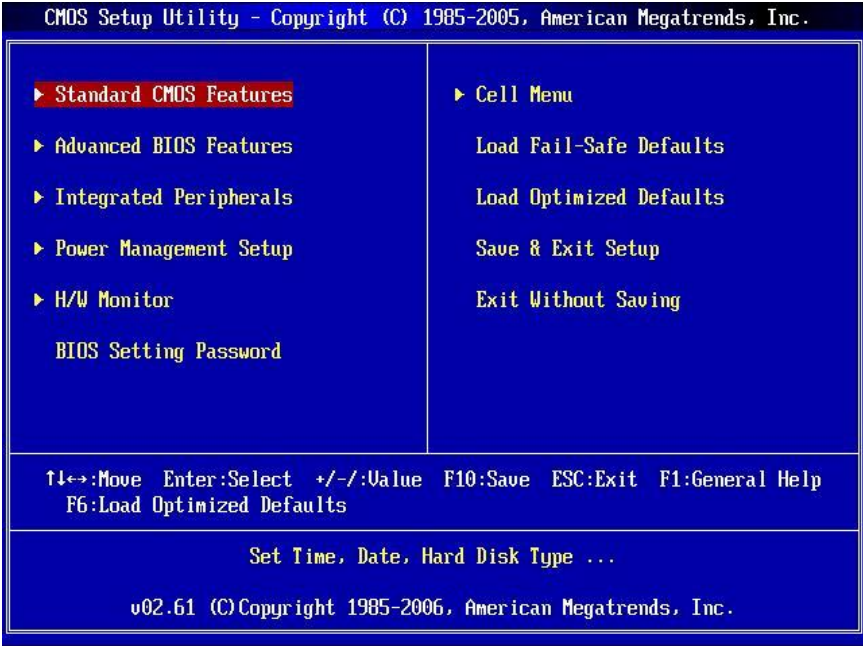 CMOS Setup Utility - Copyright (C) 1985-2005, American Megatrends, Inc.
Standard CMOS Features
Advanced BIOS Features
Integrated Peripherals
Power Management Setup
H/W Monitor
BIOS Setting Password
Cell Menu
Load Fail-Safe Defaults
Load Optimized Defaults
Save & Exit Setup
Exit Without Saving
↑↓←→:Move Enter:Select +/-/:Value F10:Save ESC:Exit F1:General Help
F6:Load Optimized Defaults
Set Time, Date, Hard Disk Type ...
v02.61 (C)Copyright 1985-2006, American Megatrends, Inc.